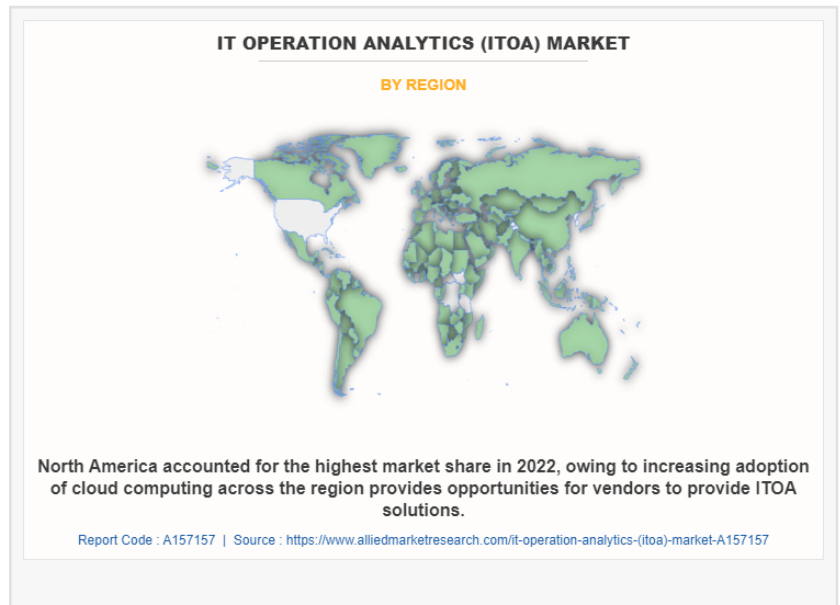 IT OPERATION ANALYTICS (ITOA) MARKET
BY REGION
North America accounted for the highest market share in 2022, owing to increasing adoption
of cloud computing across the region provides opportunities for vendors to provide ITOA
solutions.
Report Code : A157157 | Source : https://www.alliedmarketresearch.com/it-operation-analytics-(itoa)-market-A157157